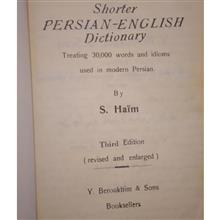 Shorter
PERSIAN-ENGLISH
Dictionary
Treating 30,000 words and idioms
used in modern Persian.
By
S. Haïm
Third Edition
( revised and enlarged )
Y. Beroukhim & Sons
Booksellers